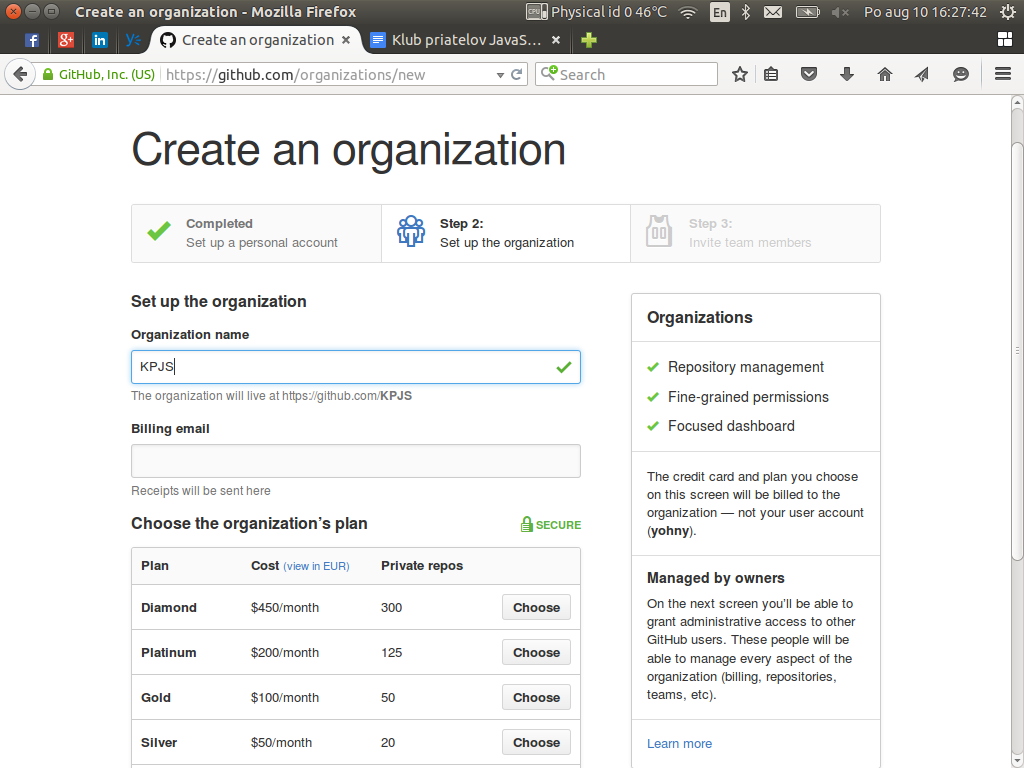 Create an organization - Mozilla Firefox
Physical id 0 46°C
En
Po aug 10 16:27:42
Create an organization
Klub priatelov JavaS...
GitHub, Inc. (US)
https://github.com/organizations/new
Search
Create an organization
Completed
Set up a personal account
Step 2:
Set up the organization
Step 3:
Invite team members
Set up the organization
Organization name
KPJS
The organization will live at https://github.com/KPJS
Billing email
Receipts will be sent here
Choose the organization's plan
SECURE
Plan Cost (view in EUR) Private repos
Diamond $450/month 300 Choose
Platinum $200/month 125 Choose
Gold $100/month 50 Choose
Silver $50/month 20 Choose
Organizations
Repository management
Fine-grained permissions
Focused dashboard
The credit card and plan you choose
on this screen will be billed to the
organization — not your user account
(yohny).
Managed by owners
On the next screen you'll be able to
grant administrative access to other
GitHub users. These people will be
able to manage every aspect of the
organization (billing, repositories,
teams, etc).
Learn more